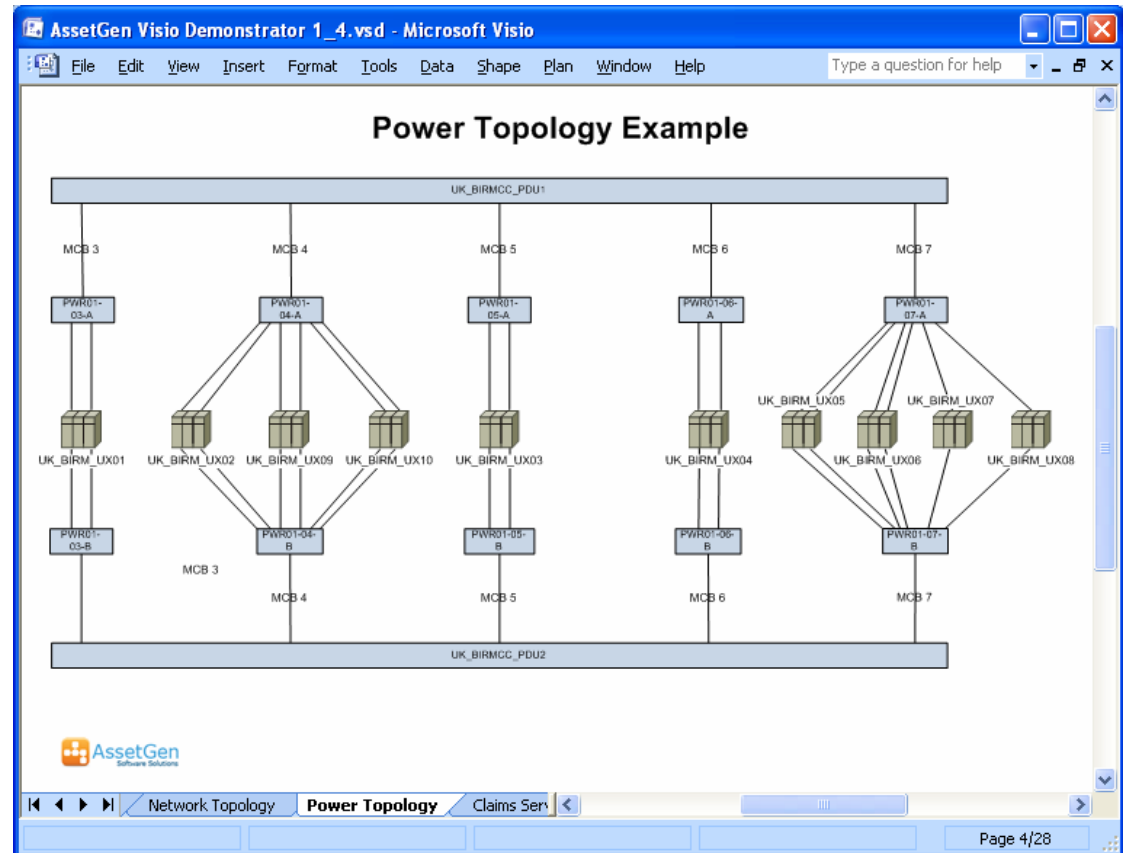 AssetGen Visio Demonstrator 1_4.vsd - Microsoft Visio
File Edit View Insert Format Tools Data Shape Plan Window Help Type a question for help
Power Topology Example
UK_BIRMCC_PDU1
MCB 3 MCB 4 MCB 5 MCB 6 MCB 7
PWR01- PWR01- PWR01- PWR01-06- PWR01-
03-A 04-A 05-A A 07-A
UK_BIRM_UX05 UK_BIRM_UX07
UK_BIRM_UX01 UK_BIRM_UX02 UK_BIRM_UX09 UK_BIRM_UX10 UK_BIRM_UX03 UK_BIRM_UX04 UK_BIRM_UX06 UK_BIRM_UX08
PWR01- PWR01-04- PWR01-05- PWR01-06- PWR01-07-
03-B B B B B
MCB 3
MCB 4 MCB 5 MCB 6 MCB 7
UK_BIRMCC_PDU2
AssetGen
Software Solutions
Network Topology Power Topology Claims Serv
Page 4/28